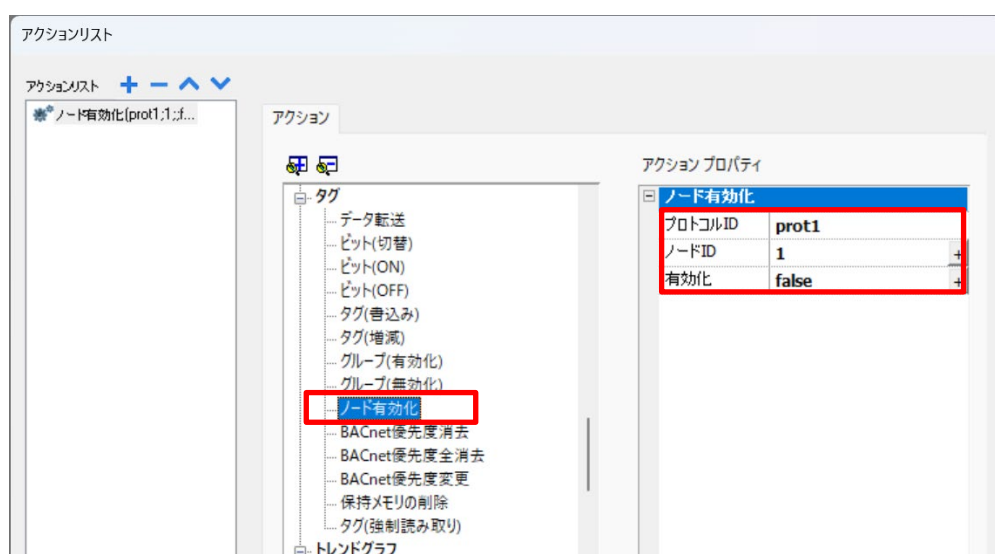 アクションリスト
アクションリスト
ノード有効化(prot1;1;;f...
アクション
タグ
データ転送
ビット(切替)
ビット(ON)
ビット(OFF)
タグ(書込み)
タグ(増減)
グループ(有効化)
グループ(無効化)
ノード有効化
BACnet優先度消去
BACnet優先度全消去
BACnet優先度変更
保持メモリの削除
タグ(強制読み取り)
トレンドグラフ
アクション プロパティ
ノード有効化
プロトコルID prot1
ノードID 1 +
有効化 false +